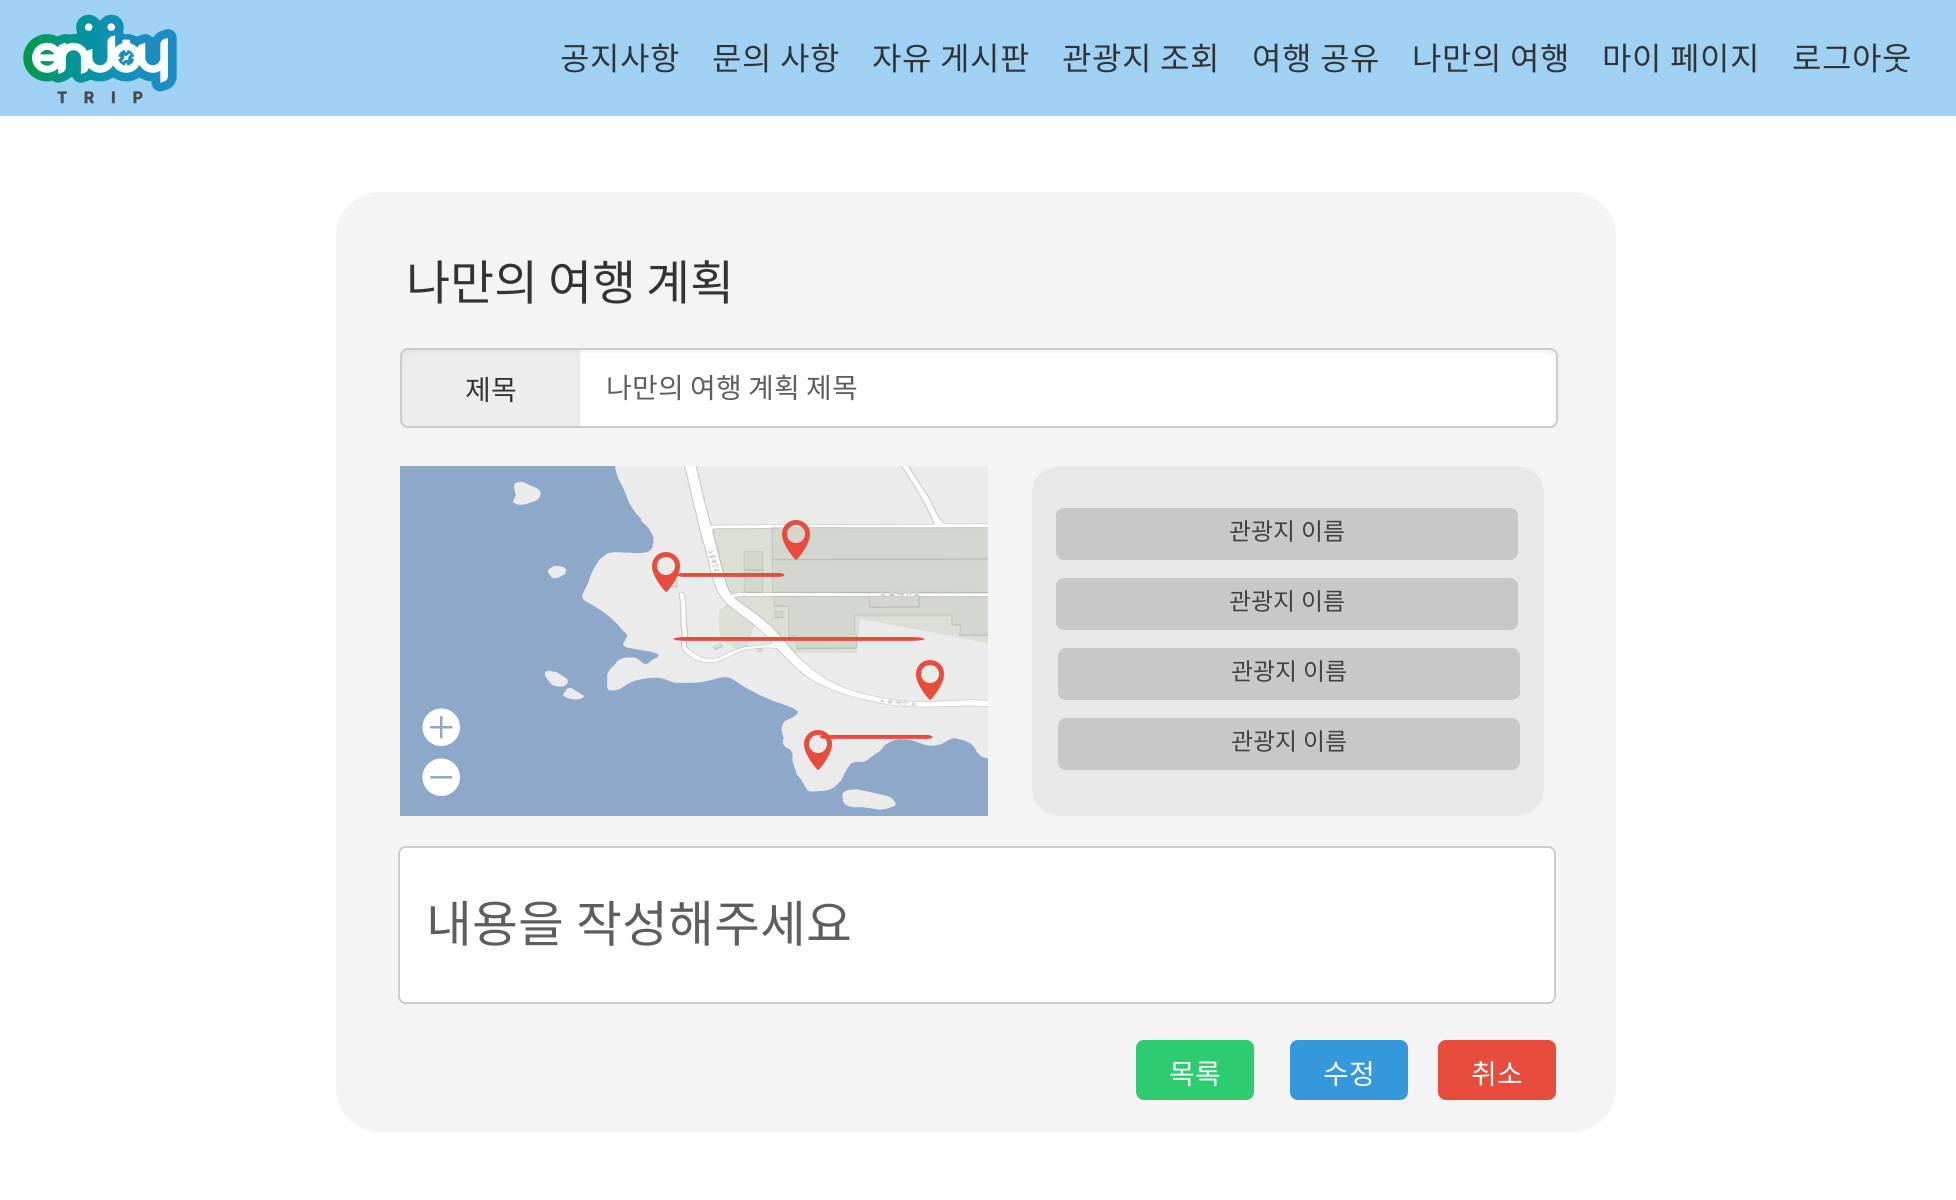 enjoy
TRIP
공지사항 문의 사항 자유 게시판 관광지 조회 여행 공유 나만의 여행 마이 페이지 로그아웃
나만의 여행 계획
제목 나만의 여행 계획 제목
관광지 이름
관광지 이름
관광지 이름
관광지 이름
내용을 작성해주세요
목록 수정 취소